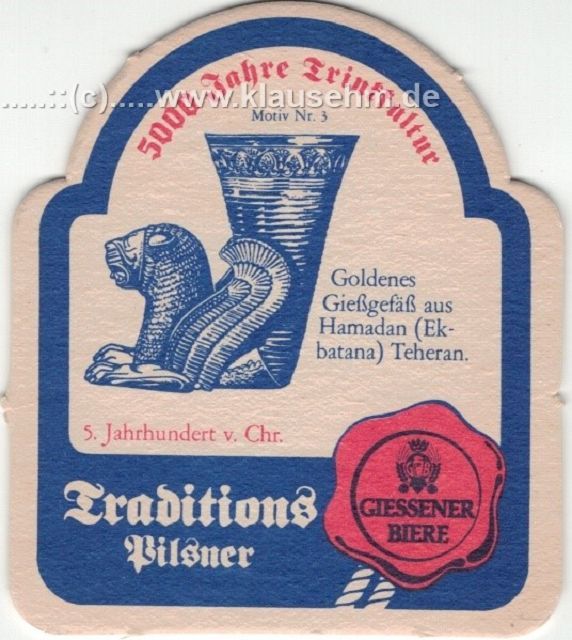 5000 Jahre Trinkkultur
......::(c).....www.klausehm.de
Motiv Nr. 3
Goldenes
Gießgefäß aus
Hamadan (Ek-
batana) Teheran.
5. Jahrhundert v. Chr.
Traditions
Pilsner
GIESSENER
BIERE